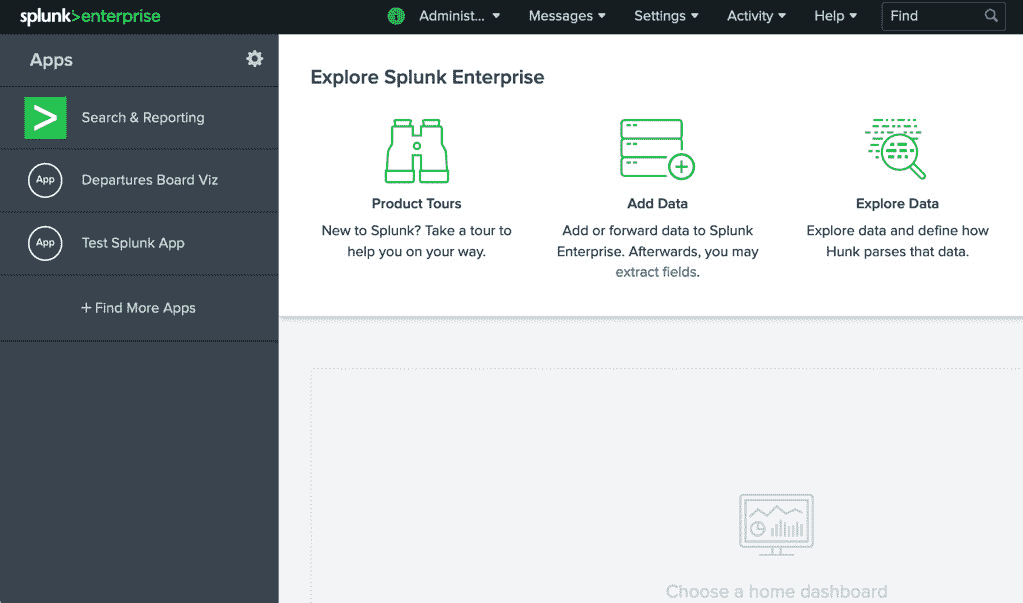 splunk>enterprise
Administ... Messages Settings Activity Help Find
Apps
Search & Reporting
App Departures Board Viz
App Test Splunk App
+ Find More Apps
Explore Splunk Enterprise
Product Tours
New to Splunk? Take a tour to
help you on your way.
Add Data
Add or forward data to Splunk
Enterprise. Afterwards, you may
extract fields.
Explore Data
Explore data and define how
Hunk parses that data.
Choose a home dashboard